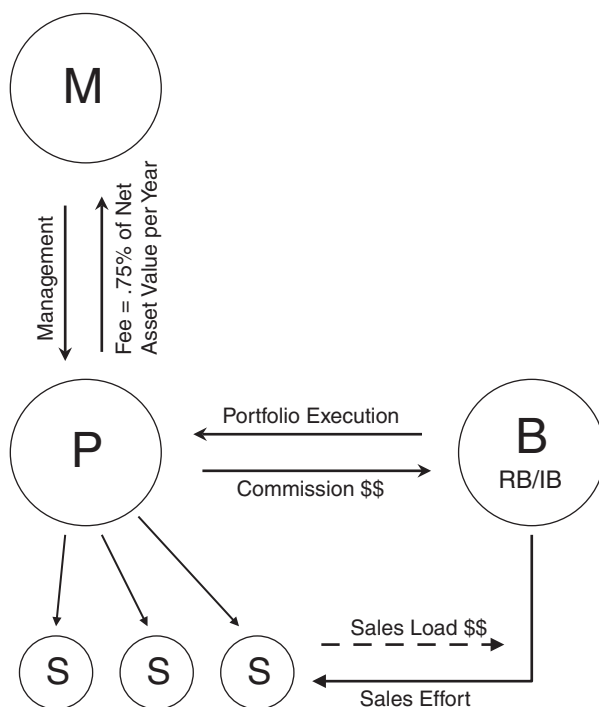 M
Management
Fee = .75% of Net
Asset Value per Year
P
Portfolio Execution
Commission $$
B
RB/IB
S
S
S
Sales Load $$
Sales Effort